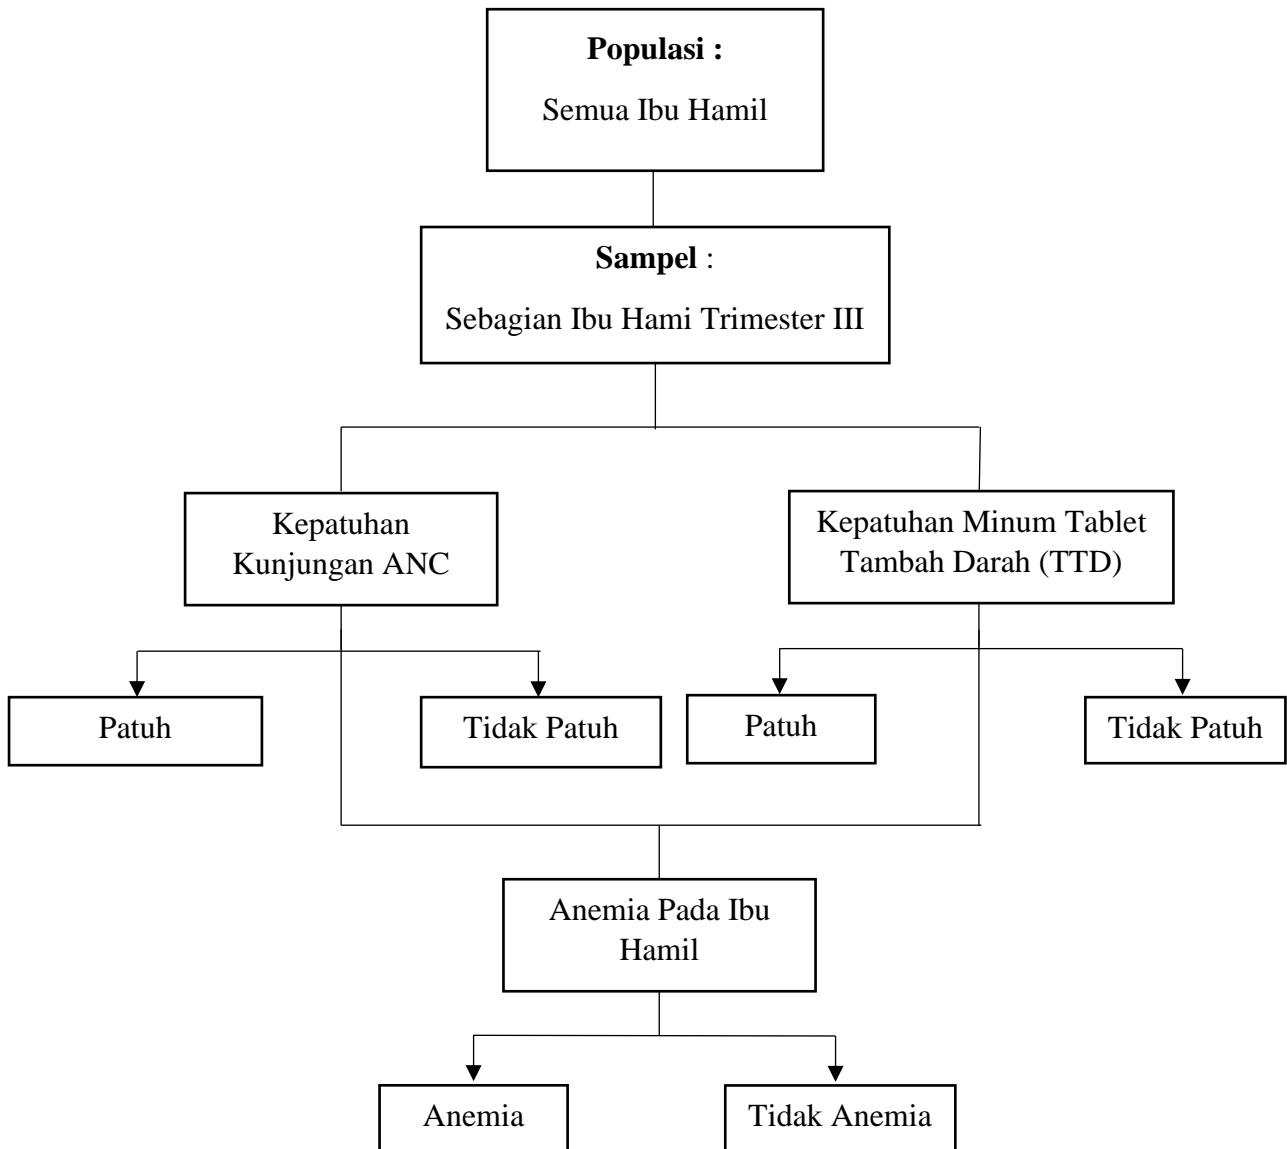 Populasi :
Semua Ibu Hamil
Sampel :
Sebagian Ibu Hami Trimester III
Kepatuhan
Kunjungan ANC
Kepatuhan Minum Tablet
Tambah Darah (TTD)
Patuh
Tidak Patuh
Patuh
Tidak Patuh
Anemia Pada Ibu
Hamil
Anemia
Tidak Anemia